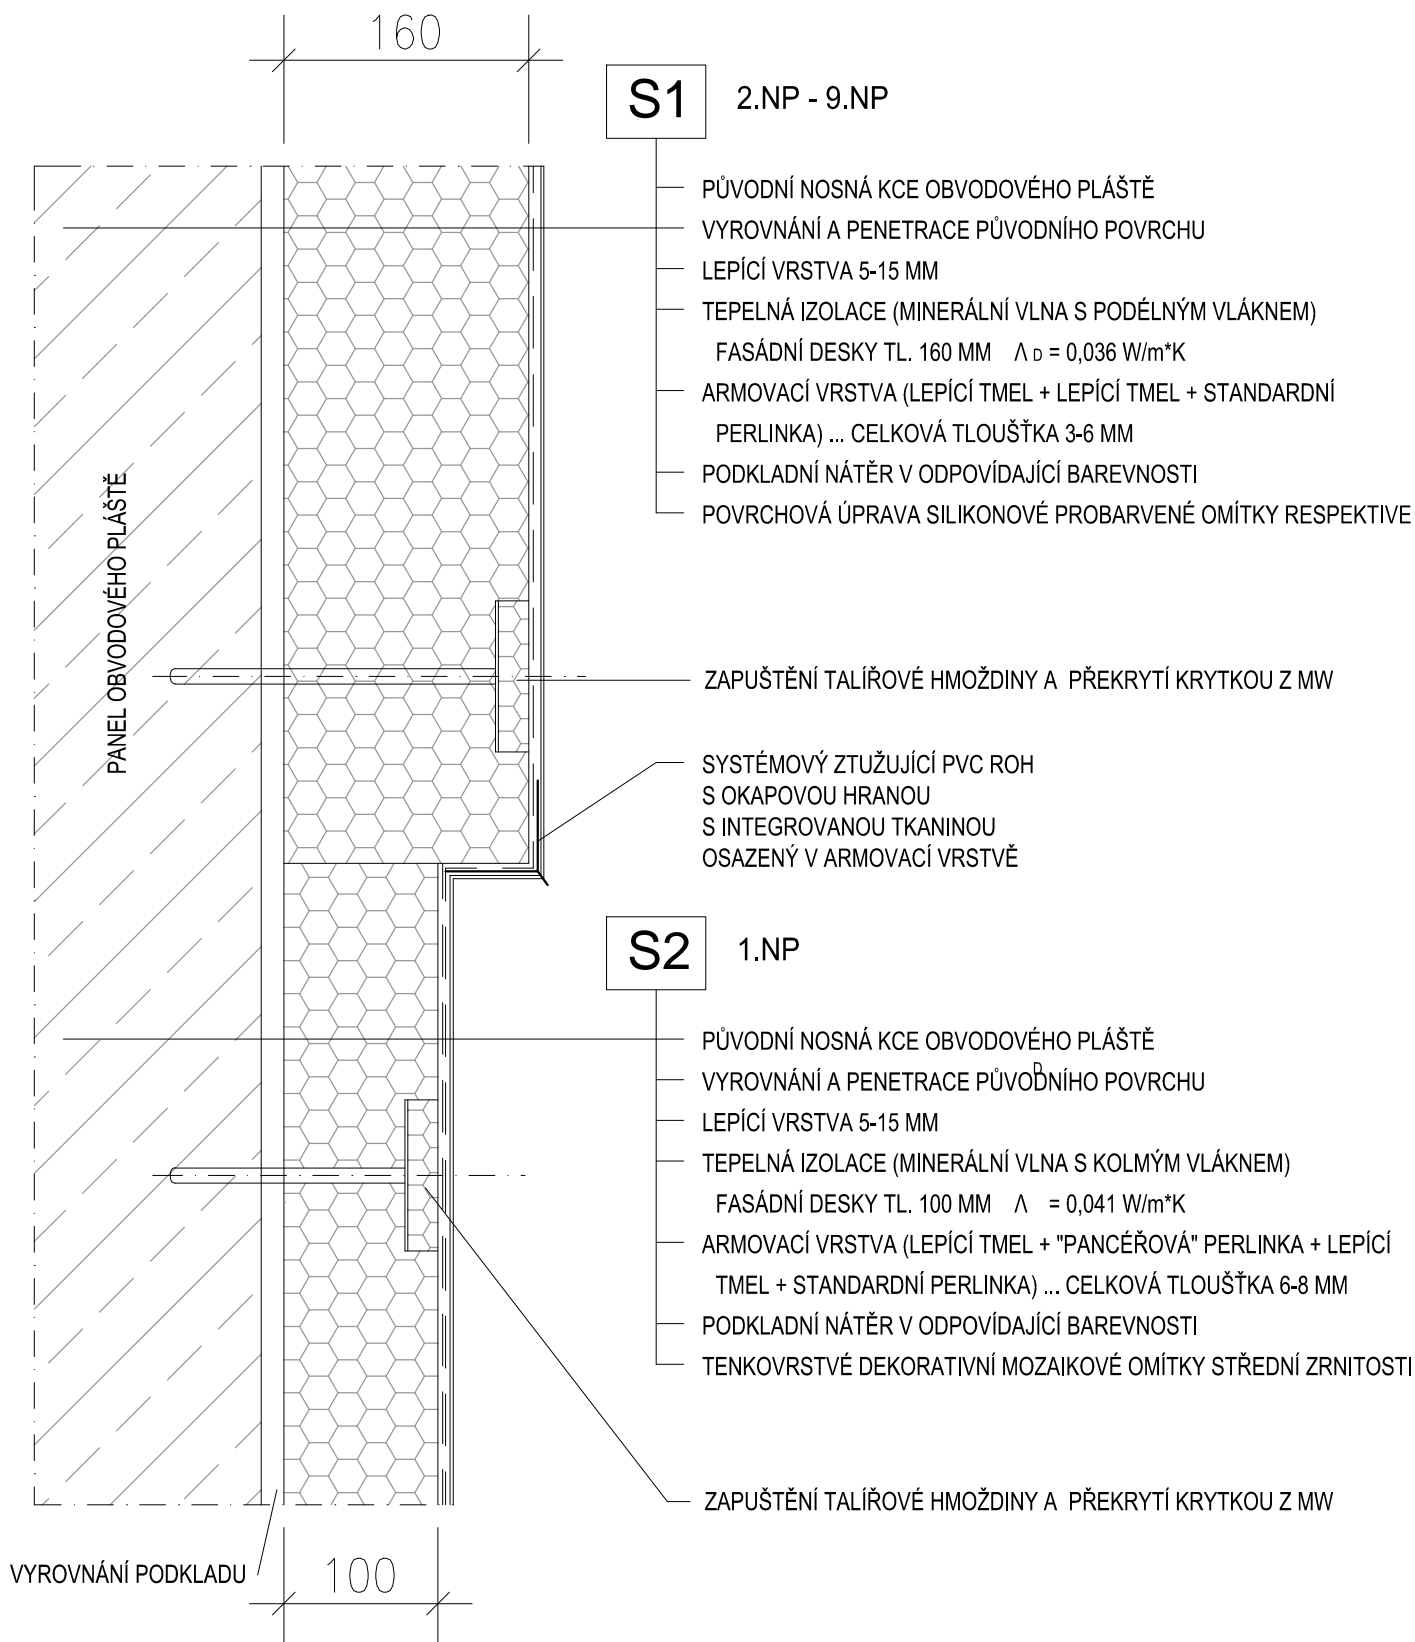 160
S1 2.NP - 9.NP
PŮVODNÍ NOSNÁ KCE OBVODOVÉHO PLÁŠTĚ
VYROVNÁNÍ A PENETRACE PŮVODNÍHO POVRCHU
LEPÍCÍ VRSTVA 5-15 MM
TEPELNÁ IZOLACE (MINERÁLNÍ VLNA S PODÉLNÝM VLÁKNEM)
FASÁDNÍ DESKY TL. 160 MM Λ D = 0,036 W/m*K
ARMOVACÍ VRSTVA (LEPÍCÍ TMEL + LEPÍCÍ TMEL + STANDARDNÍ
PERLINKA) ... CELKOVÁ TLOUŠŤKA 3-6 MM
PODKLADNÍ NÁTĚR V ODPOVÍDAJÍCÍ BAREVNOSTI
POVRCHOVÁ ÚPRAVA SILIKONOVÉ PROBARVENÉ OMÍTKY RESPEKTIVE
PANEL OBVODOVÉHO PLÁŠTĚ
ZAPUŠTĚNÍ TALÍŘOVÉ HMOŽDINY A PŘEKRYTÍ KRYTKOU Z MW
SYSTÉMOVÝ ZTUŽUJÍCÍ PVC ROH
S OKAPOVOU HRANOU
S INTEGROVANOU TKANINOU
OSAZENÝ V ARMOVACÍ VRSTVĚ
S2 1.NP
PŮVODNÍ NOSNÁ KCE OBVODOVÉHO PLÁŠTĚ
D
VYROVNÁNÍ A PENETRACE PŮVODNÍHO POVRCHU
LEPÍCÍ VRSTVA 5-15 MM
TEPELNÁ IZOLACE (MINERÁLNÍ VLNA S KOLMÝM VLÁKNEM)
FASÁDNÍ DESKY TL. 100 MM Λ = 0,041 W/m*K
ARMOVACÍ VRSTVA (LEPÍCÍ TMEL + "PANCÉŘOVÁ" PERLINKA + LEPÍCÍ
TMEL + STANDARDNÍ PERLINKA) ... CELKOVÁ TLOUŠŤKA 6-8 MM
PODKLADNÍ NÁTĚR V ODPOVÍDAJÍCÍ BAREVNOSTI
TENKOVRSTVÉ DEKORATIVNÍ MOZAIKOVÉ OMÍTKY STŘEDNÍ ZRNITOSTI
ZAPUŠTĚNÍ TALÍŘOVÉ HMOŽDINY A PŘEKRYTÍ KRYTKOU Z MW
VYROVNÁNÍ PODKLADU
100